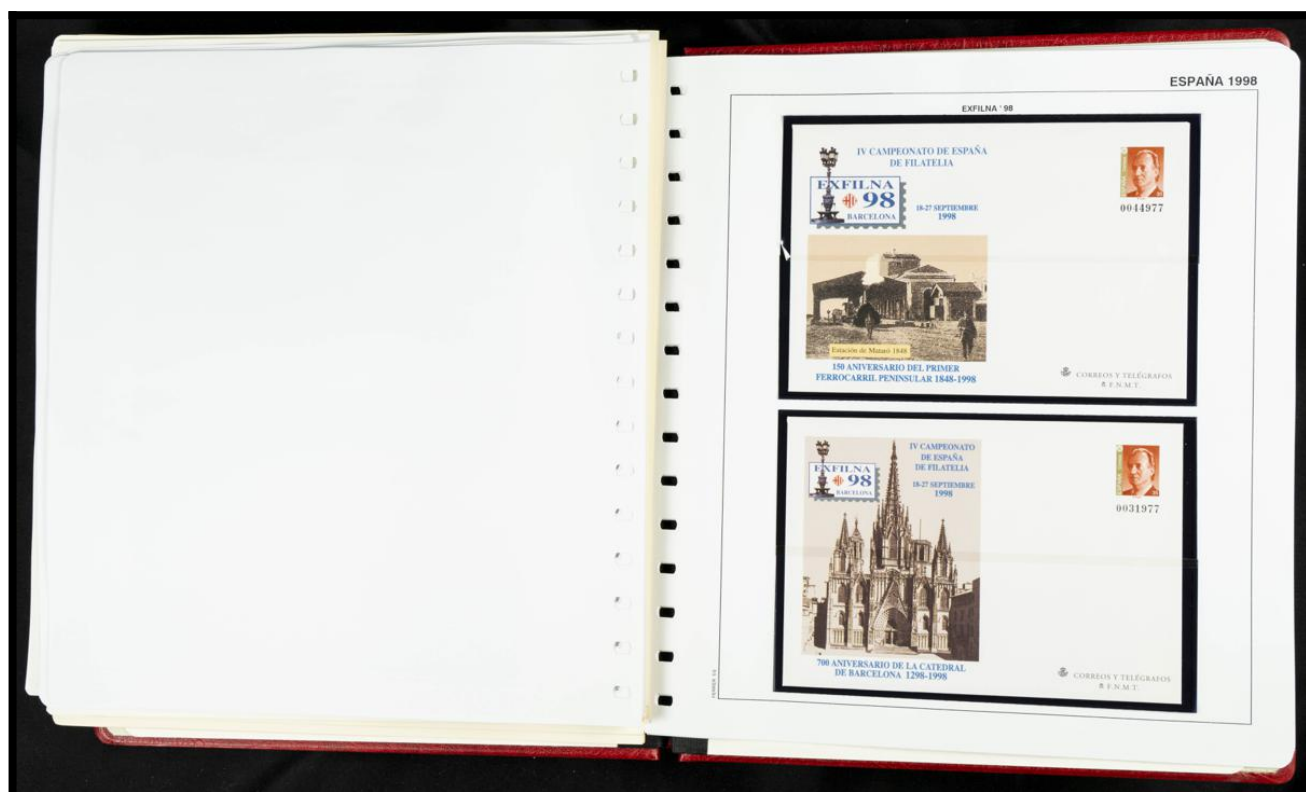 ESPAÑA 1998
EXFILNA '98
IV CAMPEONATO DE ESPAÑA
DE FILATELIA
EXFILNA
98
BARCELONA
18-27 SEPTIEMBRE
1998
0044977
Estación de Mataró 1848
150 ANIVERSARIO DEL PRIMER
FERROCARRIL PENINSULAR 1848-1998
CORREOS Y TELÉGRAFOS
F.N.M.T.
IV CAMPEONATO
DE ESPAÑA
DE FILATELIA
EXFILNA
98
BARCELONA
18-27 SEPTIEMBRE
1998
0031977
700 ANIVERSARIO DE LA CATEDRAL
DE BARCELONA 1298-1998
CORREOS Y TELÉGRAFOS
F.N.M.T.